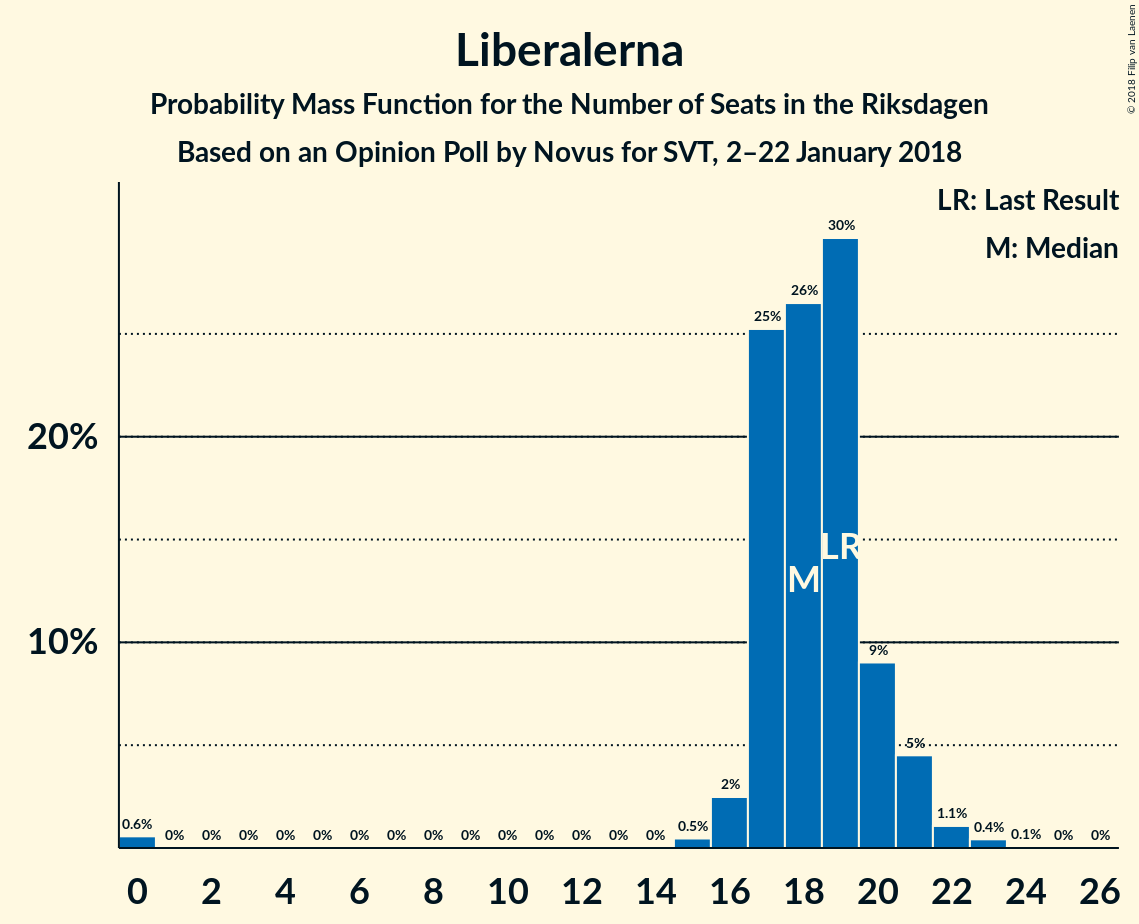 Liberalerna
Probability Mass Function for the Number of Seats in the Riksdagen
Based on an Opinion Poll by Novus for SVT, 2–22 January 2018
© 2018 Filip van Laenen
LR: Last Result
M: Median
20%
10%
0.6% 0% 0% 0% 0% 0% 0% 0% 0% 0% 0% 0% 0% 0% 0% 0.5% 2% 25% 26% 30% 9% 5% 1.1% 0.4% 0.1% 0% 0%
M
LR
0 2 4 6 8 10 12 14 16 18 20 22 24 26